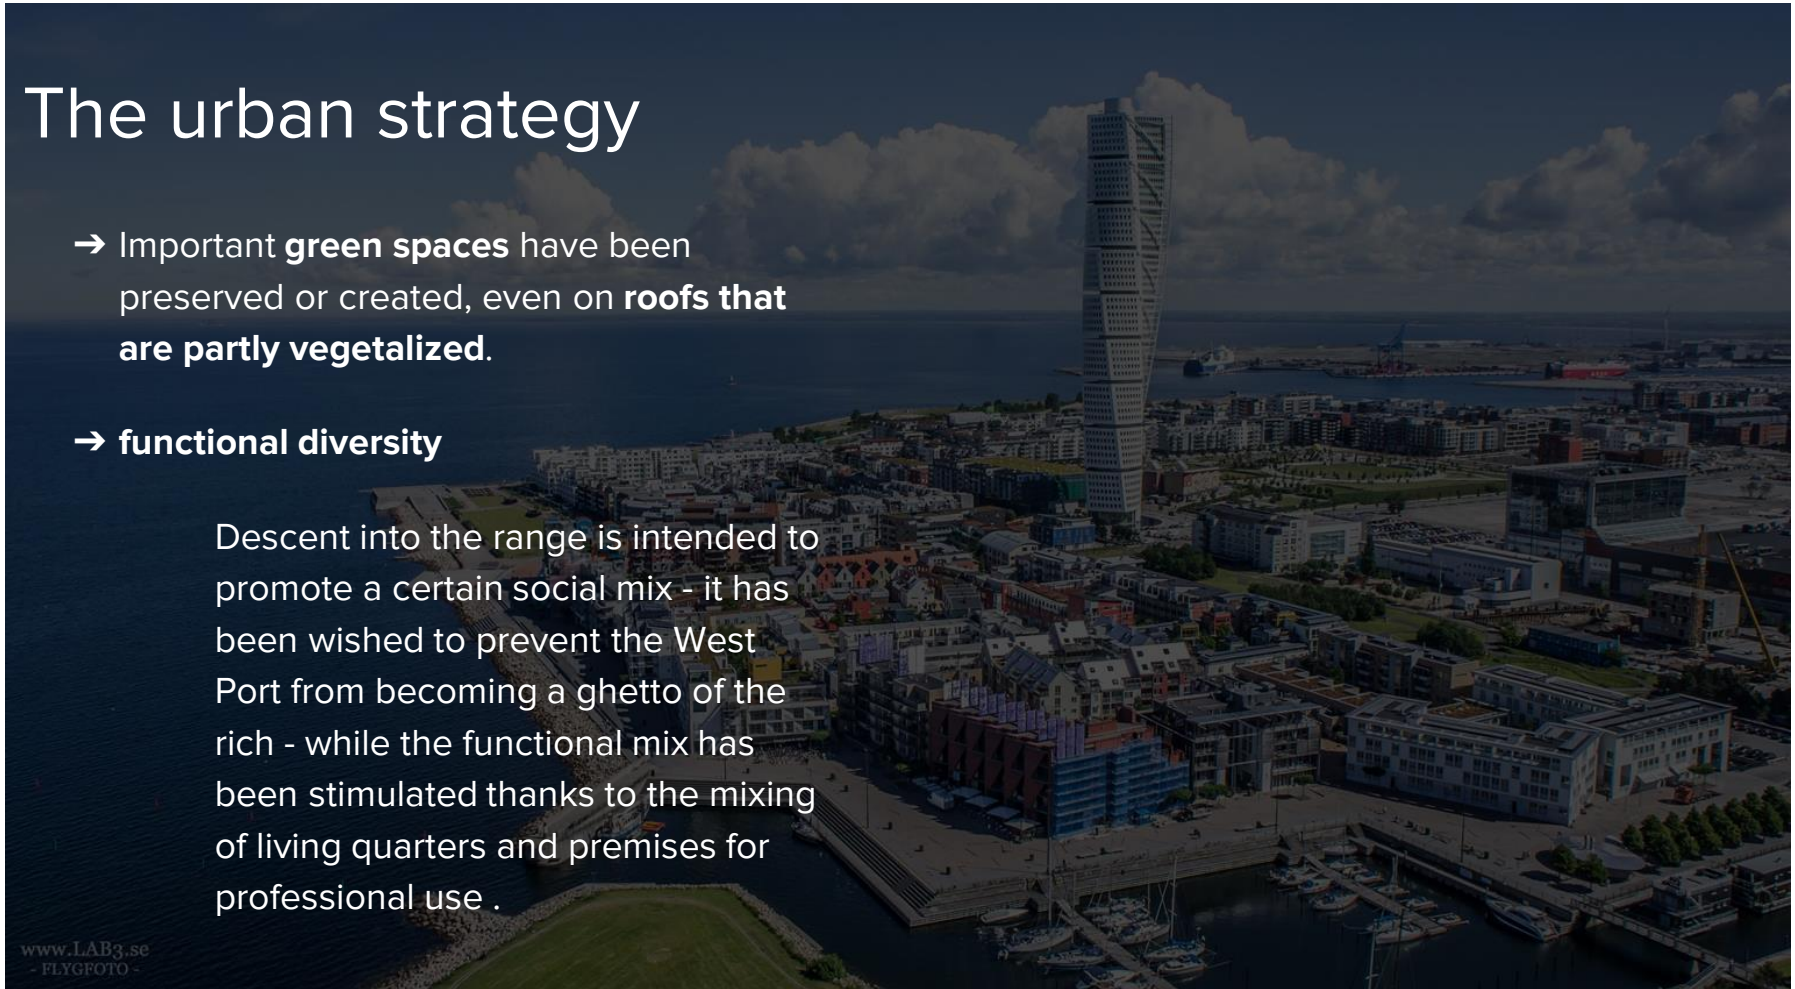 The urban strategy
➔ Important green spaces have been
preserved or created, even on roofs that
are partly vegetalized.
➔ functional diversity
Descent into the range is intended to
promote a certain social mix - it has
been wished to prevent the West
Port from becoming a ghetto of the
rich - while the functional mix has
been stimulated thanks to the mixing
of living quarters and premises for
professional use .
www.LAB3.se
- FLYGFOTO -